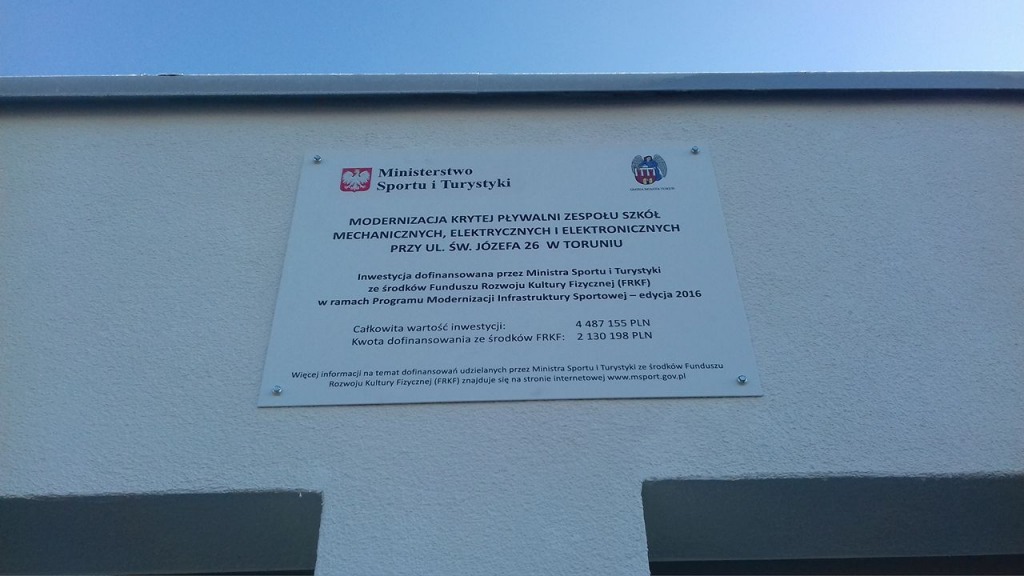 Ministerstwo
Sportu i Turystyki
MODERNIZACJA KRYTEJ PŁYWALNI ZESPOŁU SZKÓŁ
MECHANICZNYCH, ELEKTRYCZNYCH I ELEKTRONICZNYCH
PRZY UL. ŚW. JÓZEFA 26 W TORUNIU
Inwestycja dofinansowana przez Ministra Sportu i Turystyki
ze środków Funduszu Rozwoju Kultury Fizycznej (FRKF)
w ramach Programu Modernizacji Infrastruktury Sportowej – edycja 2016
Całkowita wartość inwestycji: 4 487 155 PLN
Kwota dofinansowania ze środków FRKF: 2 130 198 PLN
Więcej informacji na temat dofinansowań udzielanych przez Ministra Sportu i Turystyki ze środków Funduszu
Rozwoju Kultury Fizycznej (FRKF) znajduje się na stronie internetowej www.msport.gov.pl